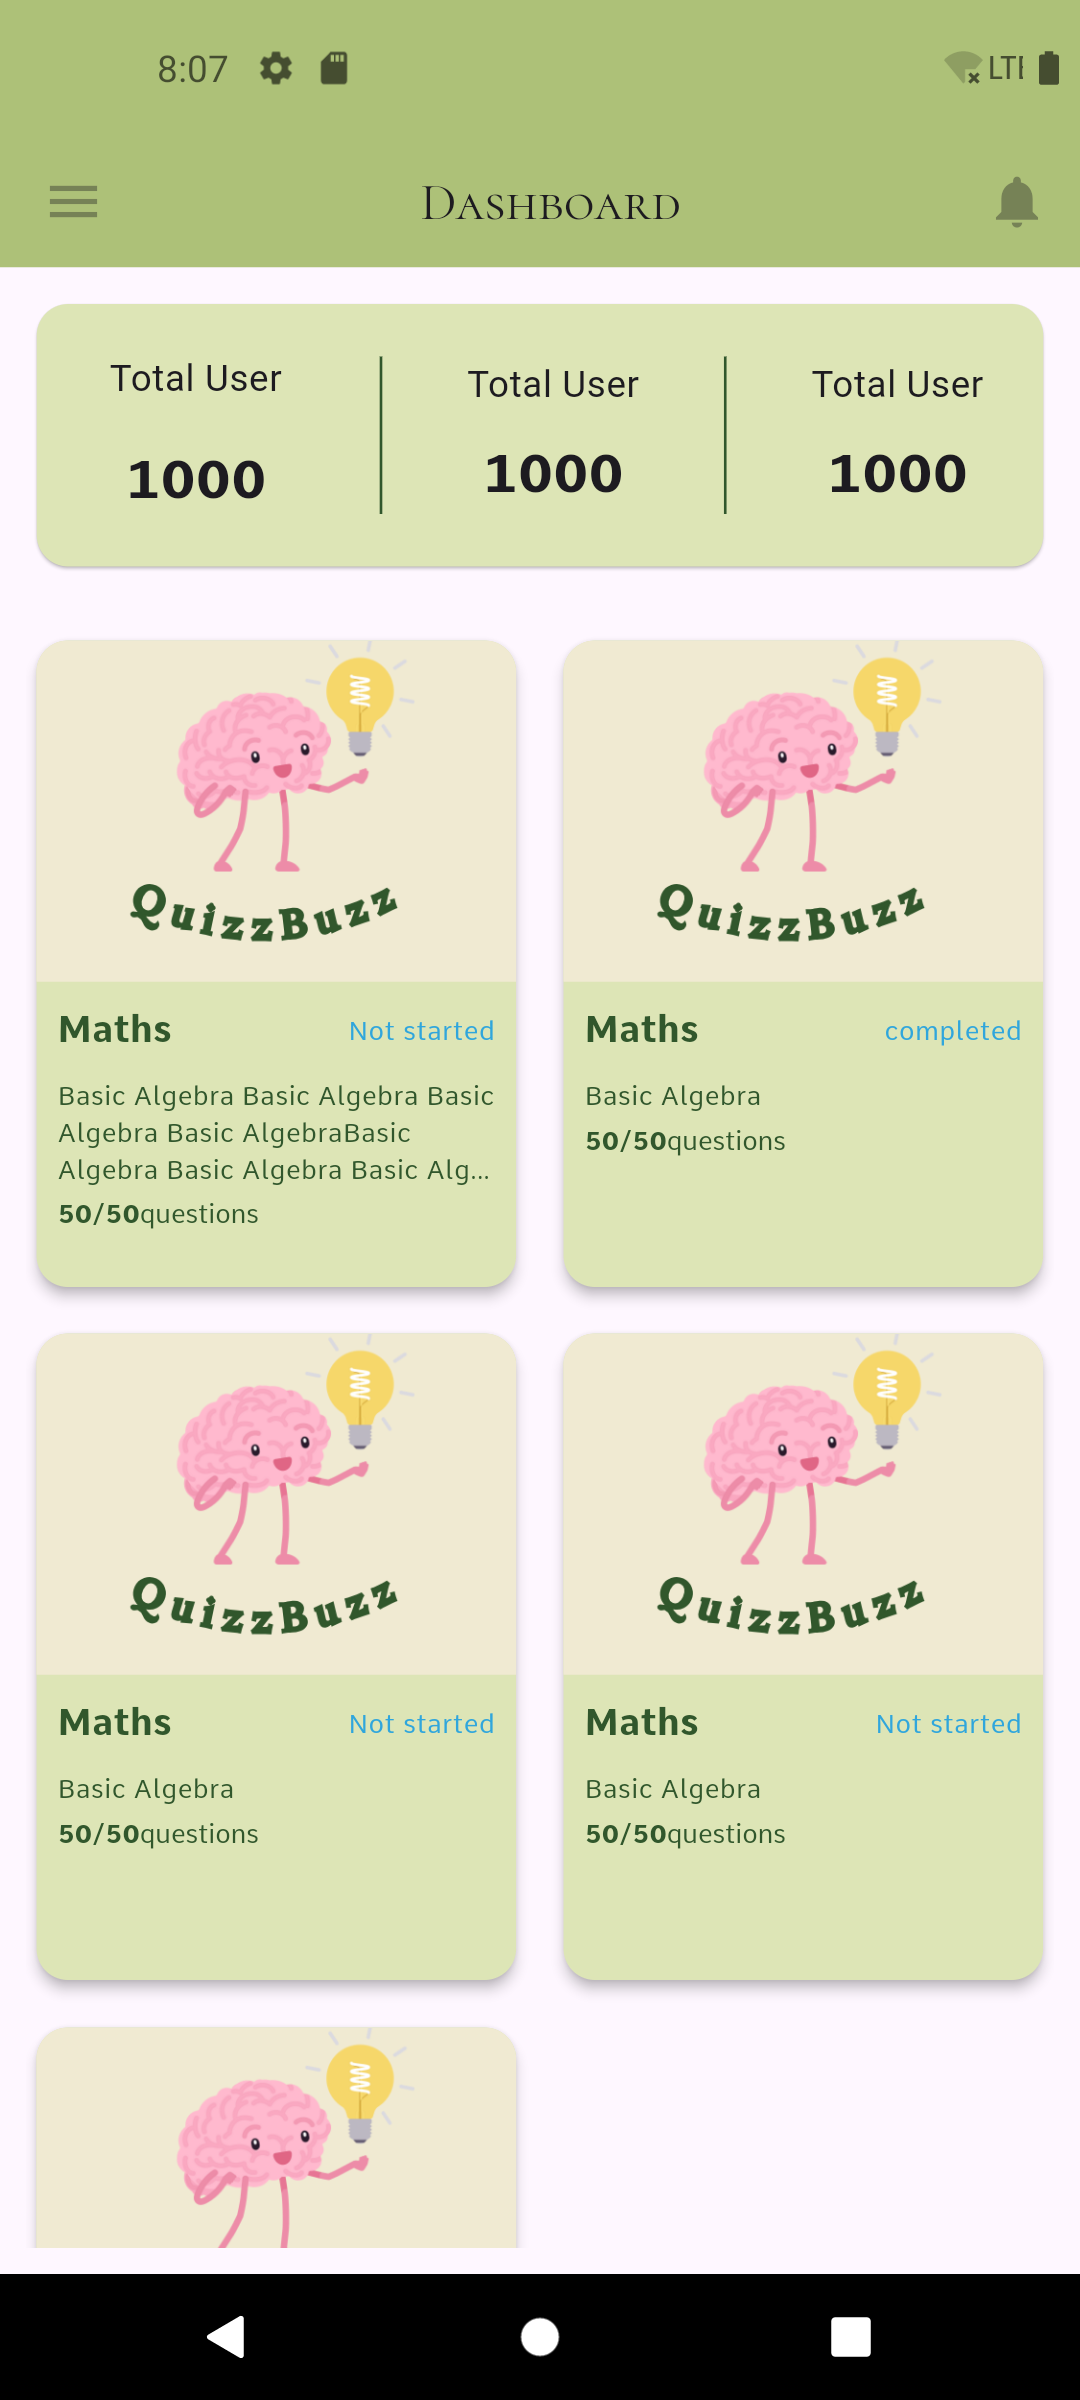 8:07
LTE
Dashboard
Total User
Total User
Total User
1000
1000
1000
QuizzBuzz
QuizzBuzz
Maths
Not started
Maths
completed
Basic Algebra Basic Algebra Basic
Algebra Basic AlgebraBasic
Algebra Basic Algebra Basic Alg...
50/50questions
Basic Algebra
50/50questions
QuizzBuzz
QuizzBuzz
Maths
Not started
Maths
Not started
Basic Algebra
50/50questions
Basic Algebra
50/50questions